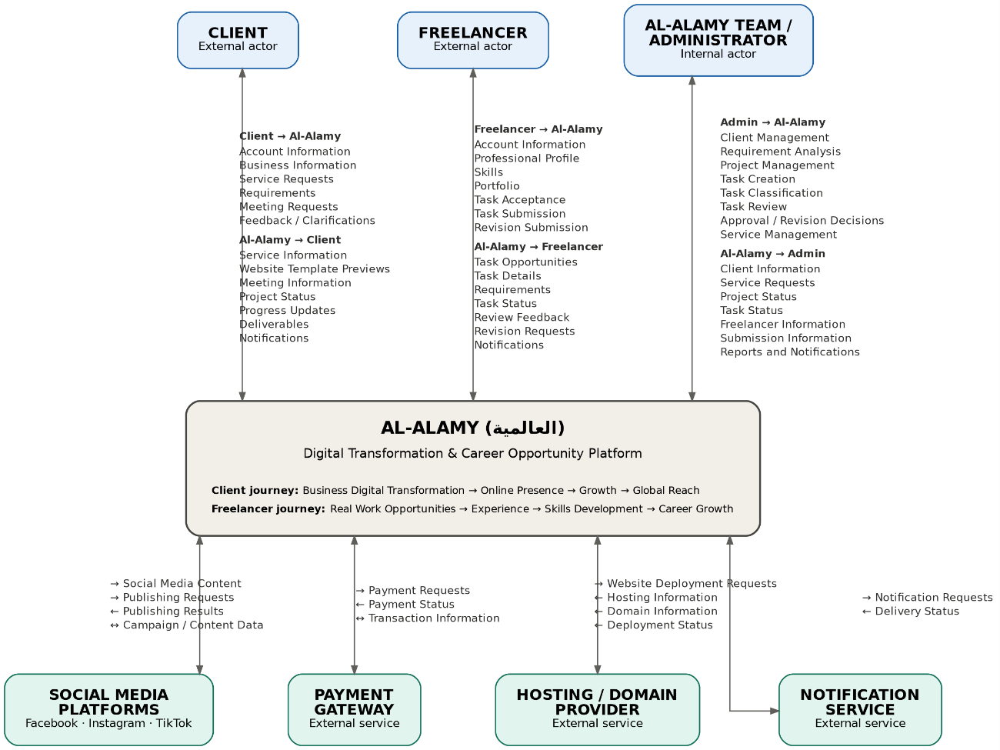 CLIENT
External actor
FREELANCER
External actor
AL-ALAMY TEAM /
ADMINISTRATOR
Internal actor
Client → Al-Alamy
Account Information
Business Information
Service Requests
Requirements
Meeting Requests
Feedback / Clarifications
Al-Alamy → Client
Service Information
Website Template Previews
Meeting Information
Project Status
Progress Updates
Deliverables
Notifications
Freelancer → Al-Alamy
Account Information
Professional Profile
Skills
Portfolio
Task Acceptance
Task Submission
Revision Submission
Al-Alamy → Freelancer
Task Opportunities
Task Details
Requirements
Task Status
Review Feedback
Revision Requests
Notifications
Admin → Al-Alamy
Client Management
Requirement Analysis
Project Management
Task Creation
Task Classification
Task Review
Approval / Revision Decisions
Service Management
Al-Alamy → Admin
Client Information
Service Requests
Project Status
Task Status
Freelancer Information
Submission Information
Reports and Notifications
AL-ALAMY (العالمية)
Digital Transformation & Career Opportunity Platform
Client journey: Business Digital Transformation → Online Presence → Growth → Global Reach
Freelancer journey: Real Work Opportunities → Experience → Skills Development → Career Growth
→ Social Media Content
→ Publishing Requests
← Publishing Results
↔ Campaign / Content Data
→ Payment Requests
← Payment Status
↔ Transaction Information
→ Website Deployment Requests
← Hosting Information
← Domain Information
← Deployment Status
→ Notification Requests
← Delivery Status
SOCIAL MEDIA
PLATFORMS
Facebook · Instagram · TikTok
PAYMENT
GATEWAY
External service
HOSTING / DOMAIN
PROVIDER
External service
NOTIFICATION
SERVICE
External service